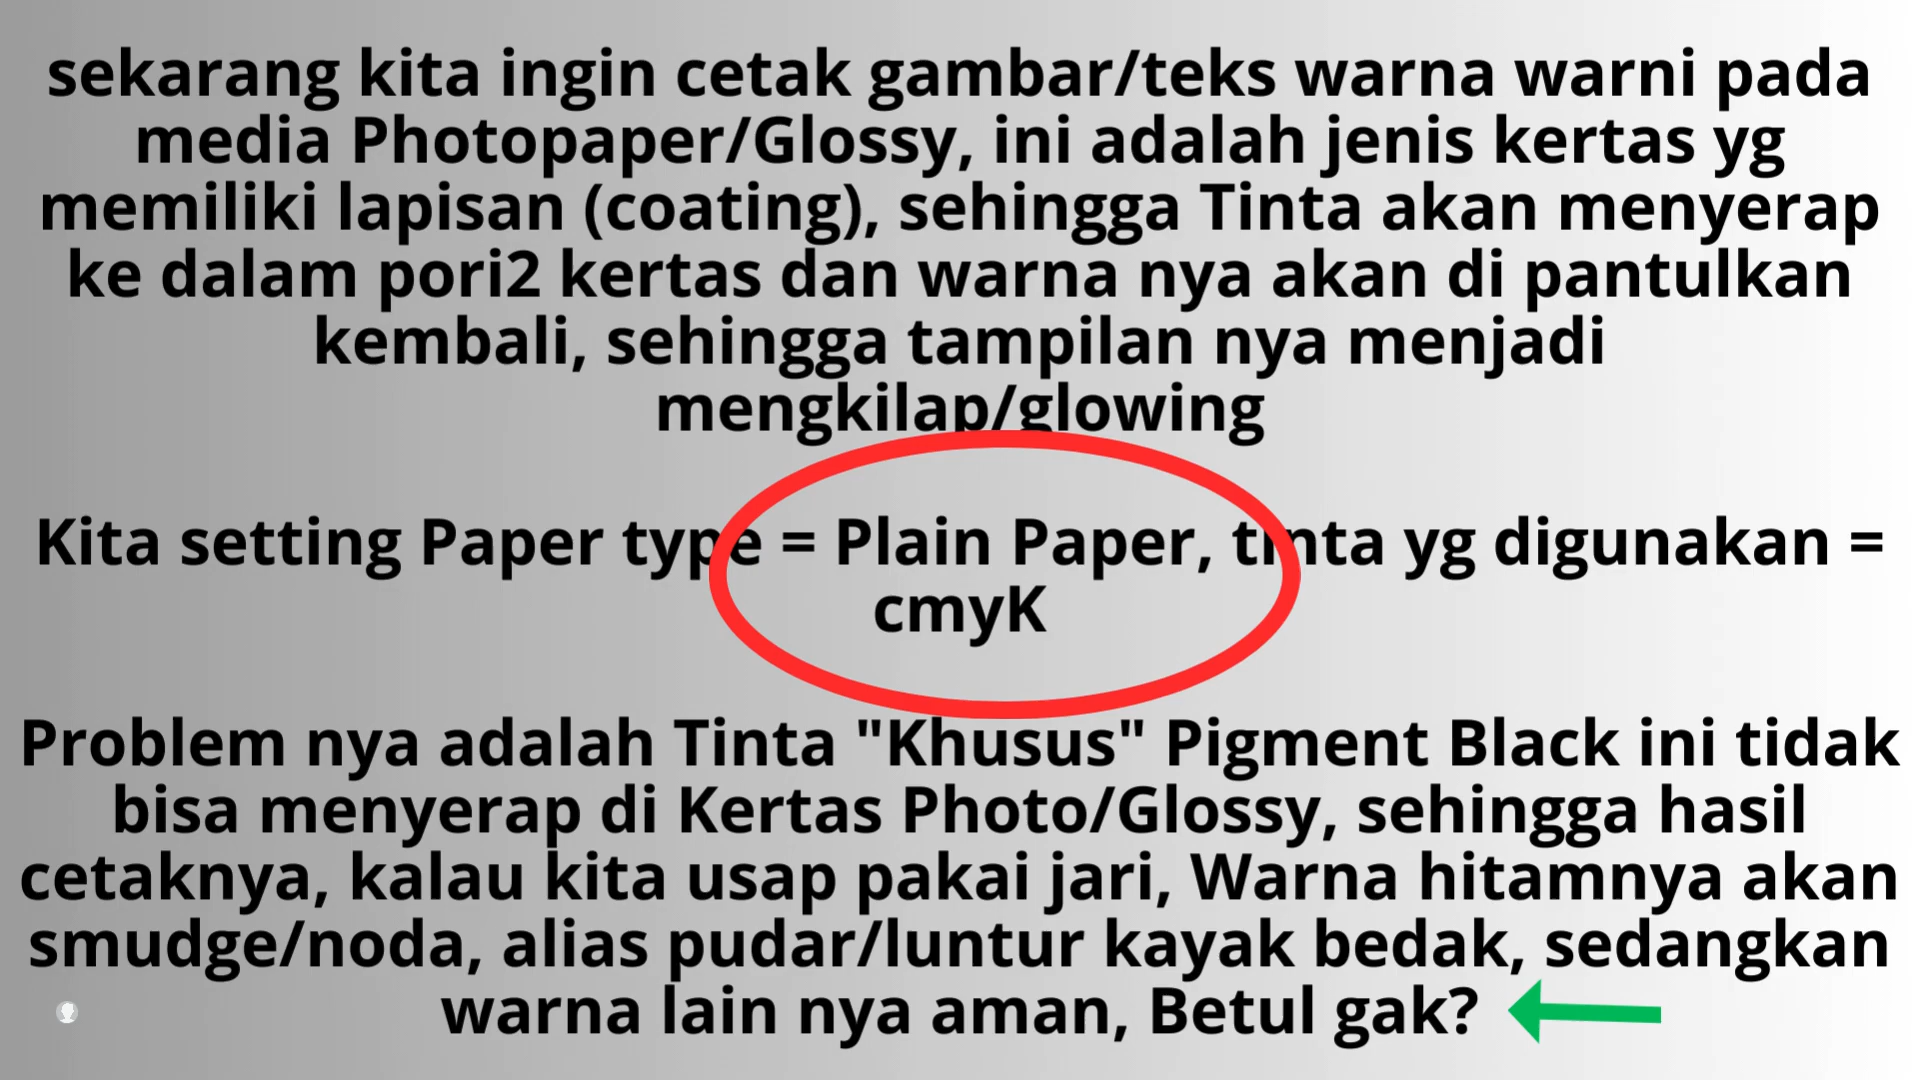 sekarang kita ingin cetak gambar/teks warna warni pada
media Photopaper/Glossy, ini adalah jenis kertas yg
memiliki lapisan (coating), sehingga Tinta akan menyerap
ke dalam pori2 kertas dan warna nya akan di pantulkan
kembali, sehingga tampilan nya menjadi
mengkilap/glowing
Kita setting Paper type = Plain Paper, tinta yg digunakan =
cmyK
Problem nya adalah Tinta "Khusus" Pigment Black ini tidak
bisa menyerap di Kertas Photo/Glossy, sehingga hasil
cetaknya, kalau kita usap pakai jari, Warna hitamnya akan
smudge/noda, alias pudar/luntur kayak bedak, sedangkan
warna lain nya aman, Betul gak?